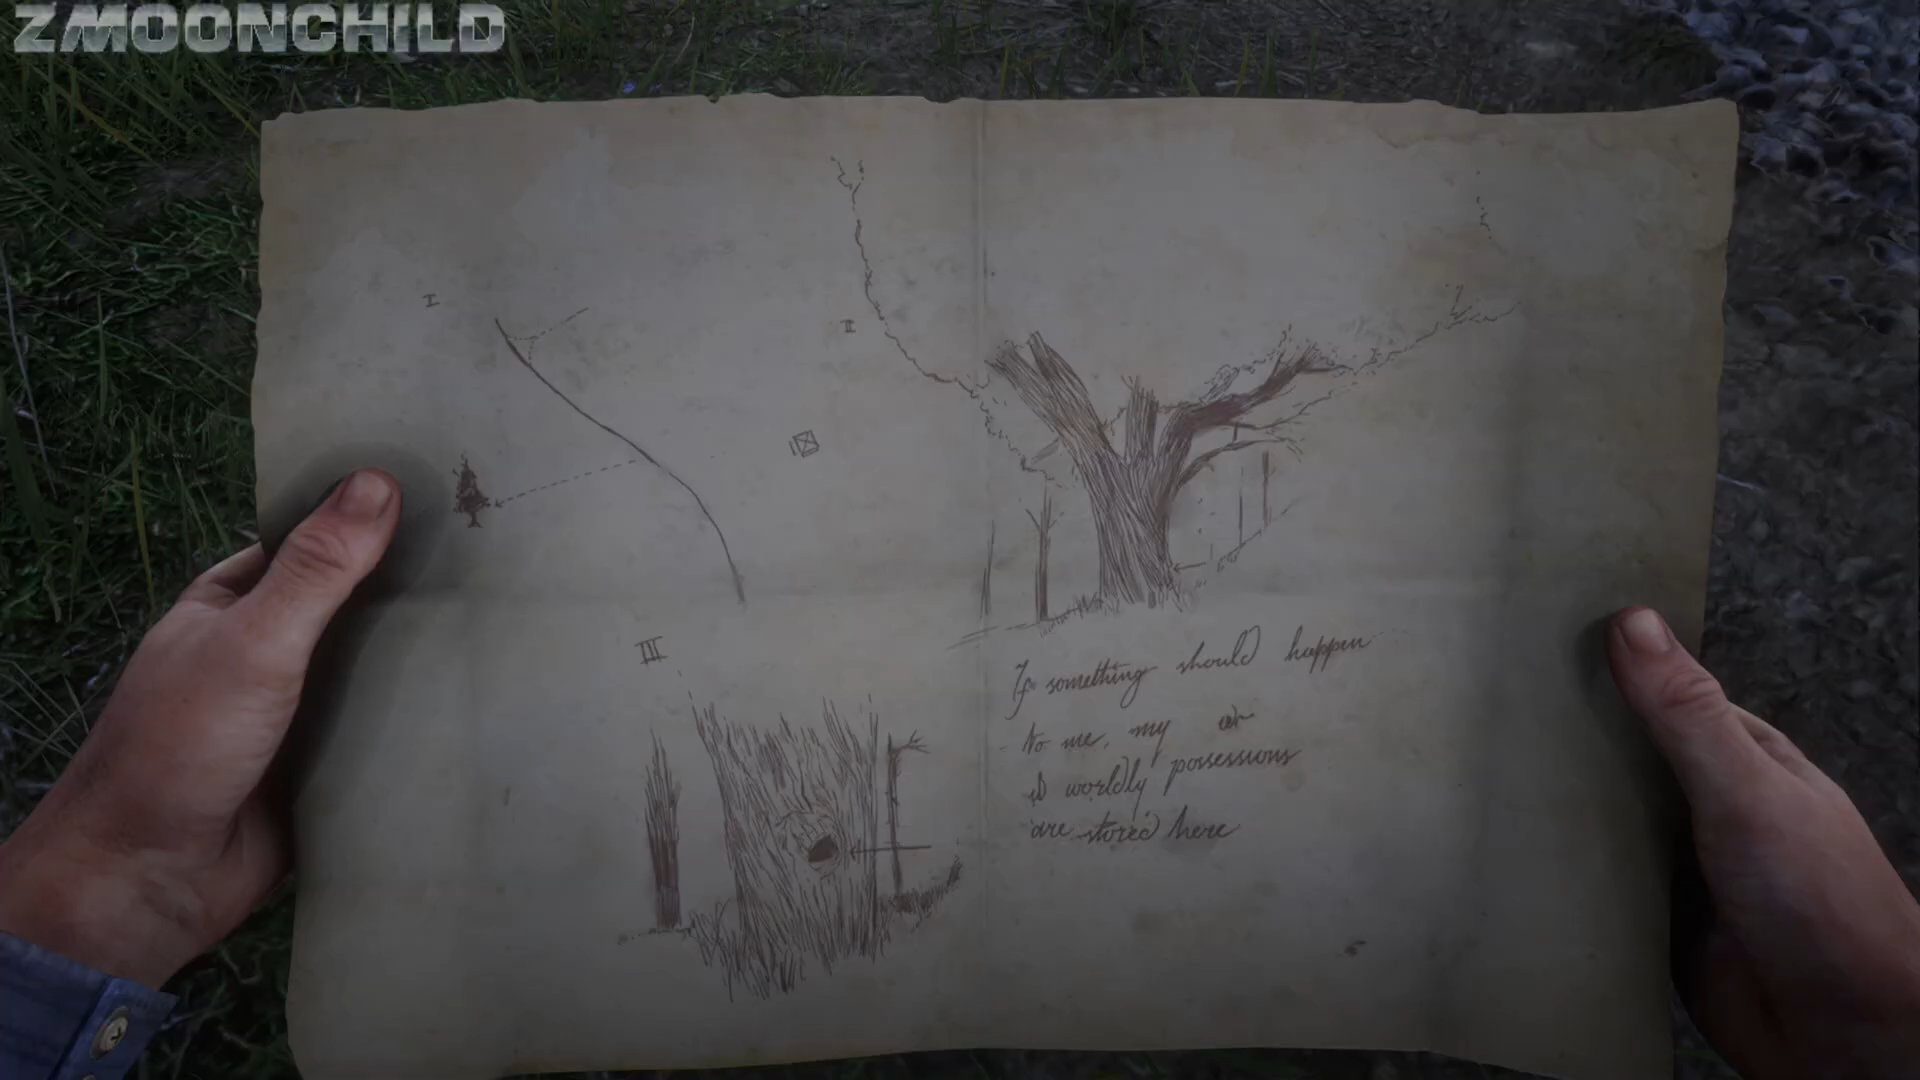 ZMOONCHILD
I
II
III
If something should happen
to me, my
worldly possessions
are stored here